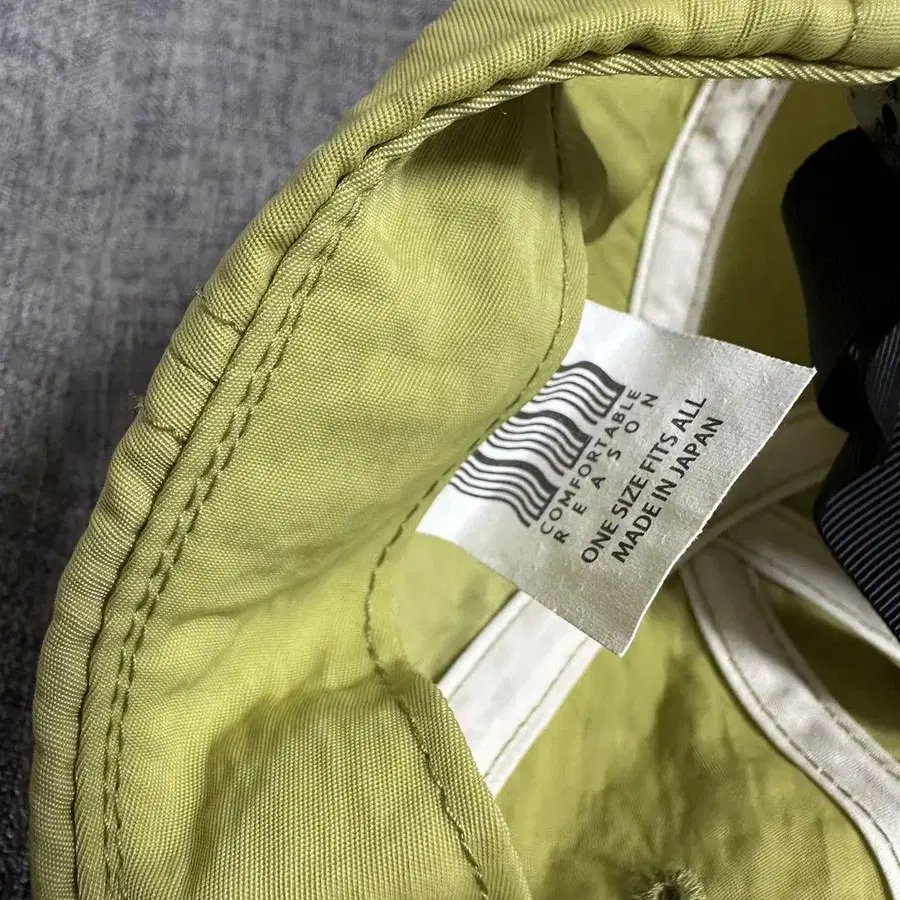 COMFORTABLE
REASON
ONE SIZE FITS ALL
MADE IN JAPAN